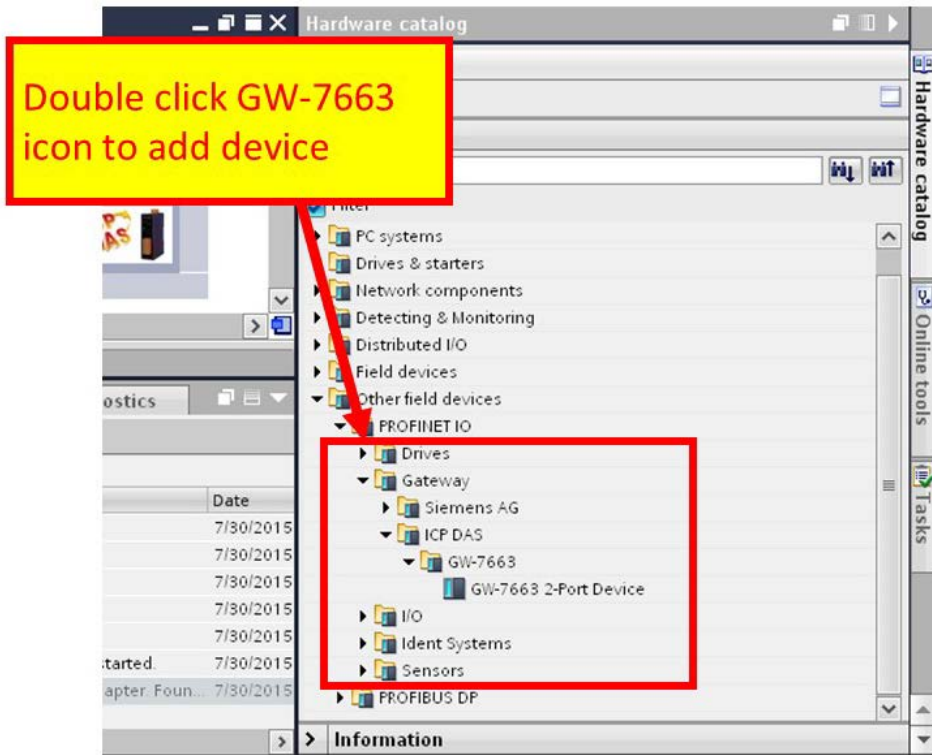 Hardware catalog
Double click GW-7663
icon to add device
Filter
PC systems
Drives & starters
Network components
Detecting & Monitoring
Distributed I/O
Field devices
Other field devices
PROFINET IO
Drives
Gateway
Siemens AG
ICP DAS
GW-7663
GW-7663 2-Port Device
I/O
Ident Systems
Sensors
PROFIBUS DP
Information
ostics
Date
7/30/2015
7/30/2015
7/30/2015
7/30/2015
7/30/2015
started. 7/30/2015
apter. Foun... 7/30/2015
Hardware catalog
Online tools
Tasks